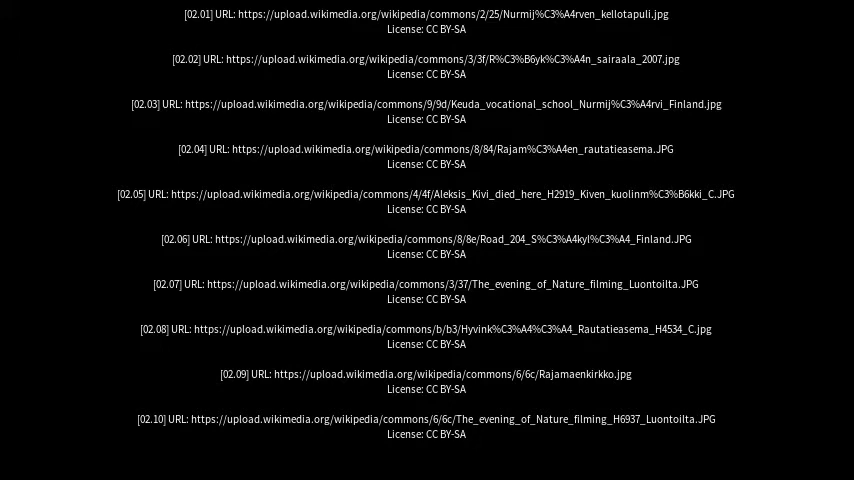 [02.01] URL: https://upload.wikimedia.org/wikipedia/commons/2/25/Nurmij%C3%A4rven_kellotapuli.jpg
License: CC BY-SA
[02.02] URL: https://upload.wikimedia.org/wikipedia/commons/3/3f/R%C3%B6yk%C3%A4n_sairaala_2007.jpg
License: CC BY-SA
[02.03] URL: https://upload.wikimedia.org/wikipedia/commons/9/9d/Keuda_vocational_school_Nurmij%C3%A4rvi_Finland.jpg
License: CC BY-SA
[02.04] URL: https://upload.wikimedia.org/wikipedia/commons/8/84/Rajam%C3%A4en_rautatieasema.JPG
License: CC BY-SA
[02.05] URL: https://upload.wikimedia.org/wikipedia/commons/4/4f/Aleksis_Kivi_died_here_H2919_Kiven_kuolinm%C3%B6kki_C.JPG
License: CC BY-SA
[02.06] URL: https://upload.wikimedia.org/wikipedia/commons/8/8e/Road_204_S%C3%A4kyl%C3%A4_Finland.JPG
License: CC BY-SA
[02.07] URL: https://upload.wikimedia.org/wikipedia/commons/3/37/The_evening_of_Nature_filming_Luontoilta.JPG
License: CC BY-SA
[02.08] URL: https://upload.wikimedia.org/wikipedia/commons/b/b3/Hyvink%C3%A4%C3%A4_Rautatieasema_H4534_C.jpg
License: CC BY-SA
[02.09] URL: https://upload.wikimedia.org/wikipedia/commons/6/6c/Rajamaenkirkko.jpg
License: CC BY-SA
[02.10] URL: https://upload.wikimedia.org/wikipedia/commons/6/6c/The_evening_of_Nature_filming_H6937_Luontoilta.JPG
License: CC BY-SA